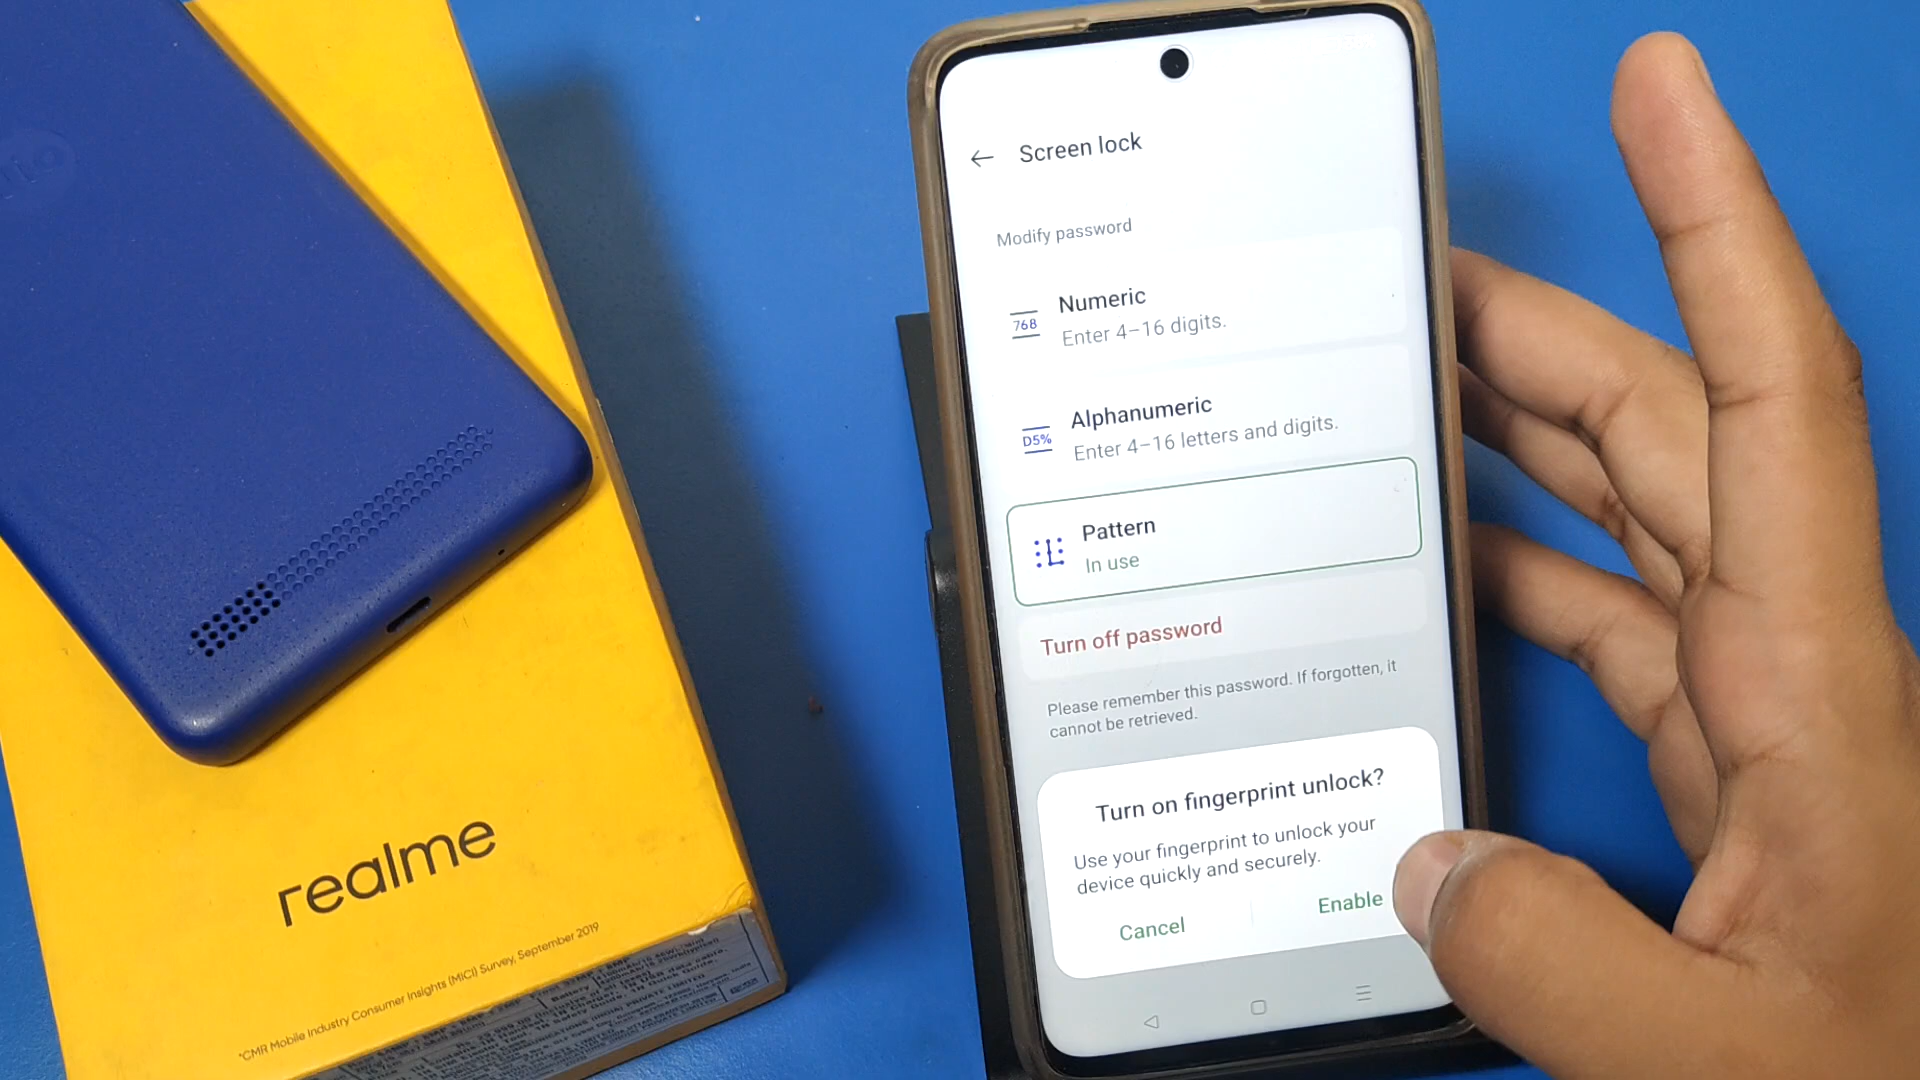 Screen lock
Modify password
768
Numeric
Enter 4–16 digits.
D5%
Alphanumeric
Enter 4–16 letters and digits.
Pattern
In use
Turn off password
Please remember this password. If forgotten, it
cannot be retrieved.
Turn on fingerprint unlock?
Use your fingerprint to unlock your
device quickly and securely.
Cancel
Enable
realme
*CMR Mobile Industry Consumer Insights (MICI) Survey, September 2019